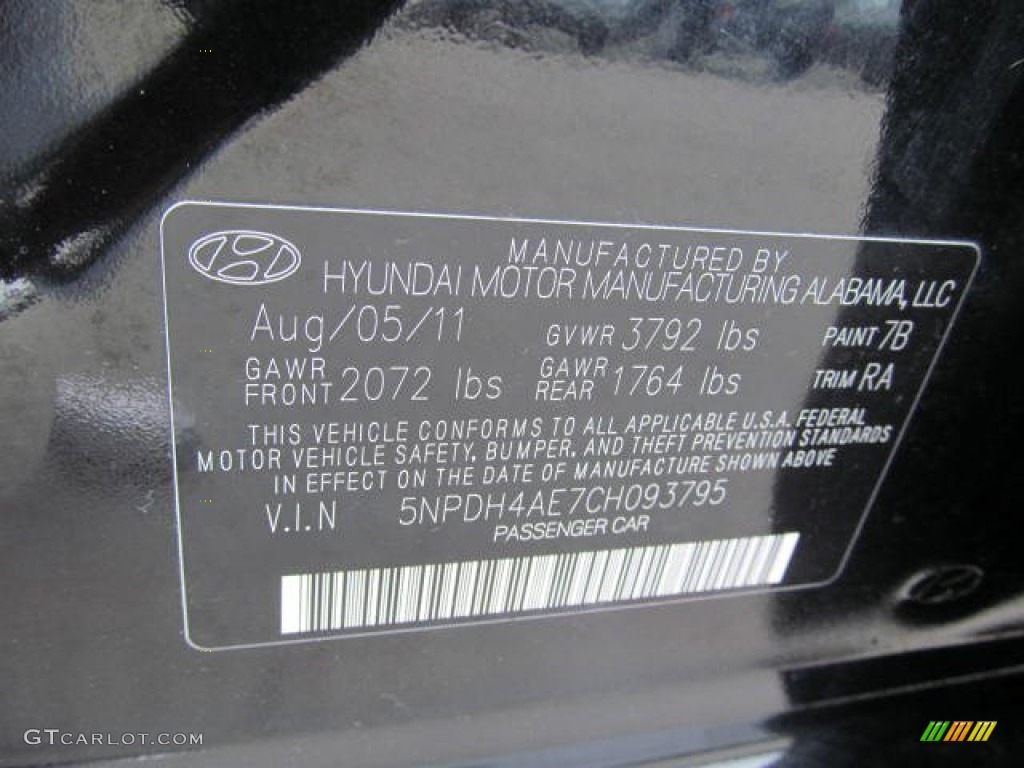 MANUFACTURED BY
HYUNDAI MOTOR MANUFACTURING ALABAMA, LLC
Aug/05/11 GVWR 3792 lbs PAINT 7B
GAWR FRONT 2072 lbs GAWR REAR 1764 lbs TRIM RA
THIS VEHICLE CONFORMS TO ALL APPLICABLE U.S.A. FEDERAL
MOTOR VEHICLE SAFETY, BUMPER, AND THEFT PREVENTION STANDARDS
IN EFFECT ON THE DATE OF MANUFACTURE SHOWN ABOVE
V.I.N 5NPDH4AE7CH093795
PASSENGER CAR
GTCARLOT.COM